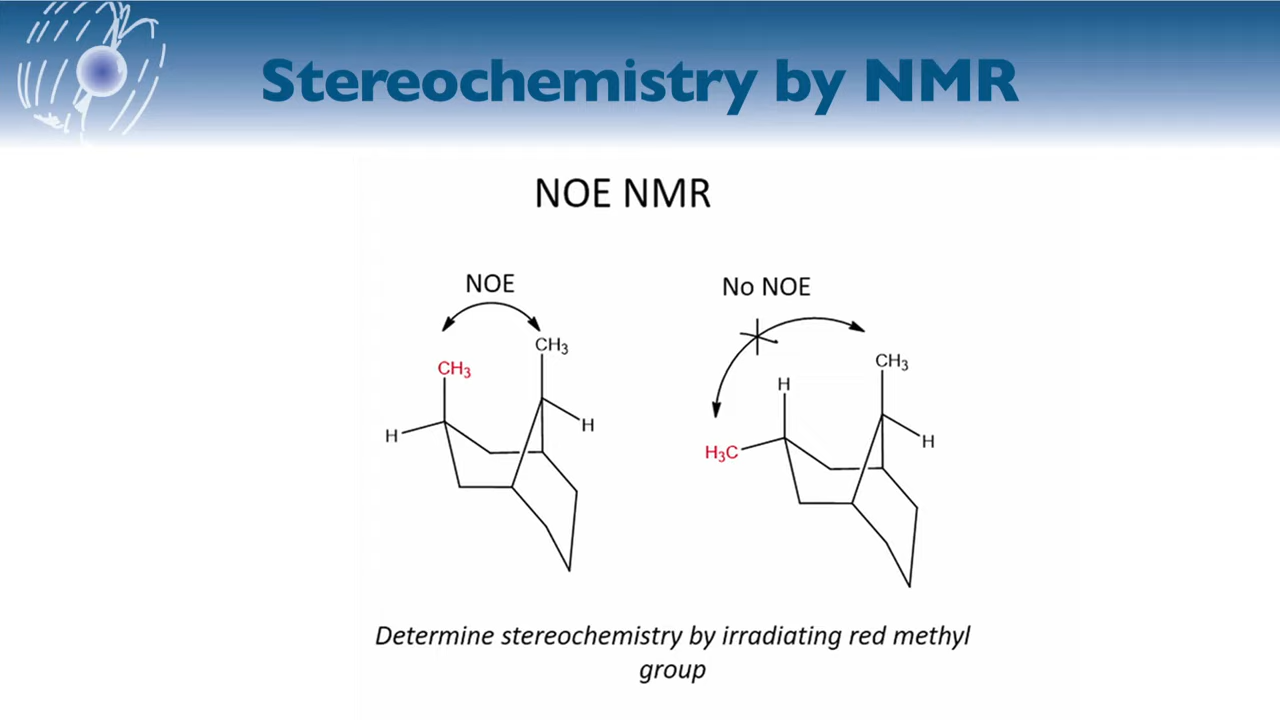 Stereochemistry by NMR
NOE NMR
NOE
CH₃
CH₃
H
H
No NOE
H
CH₃
H₃C
H
Determine stereochemistry by irradiating red methyl
group